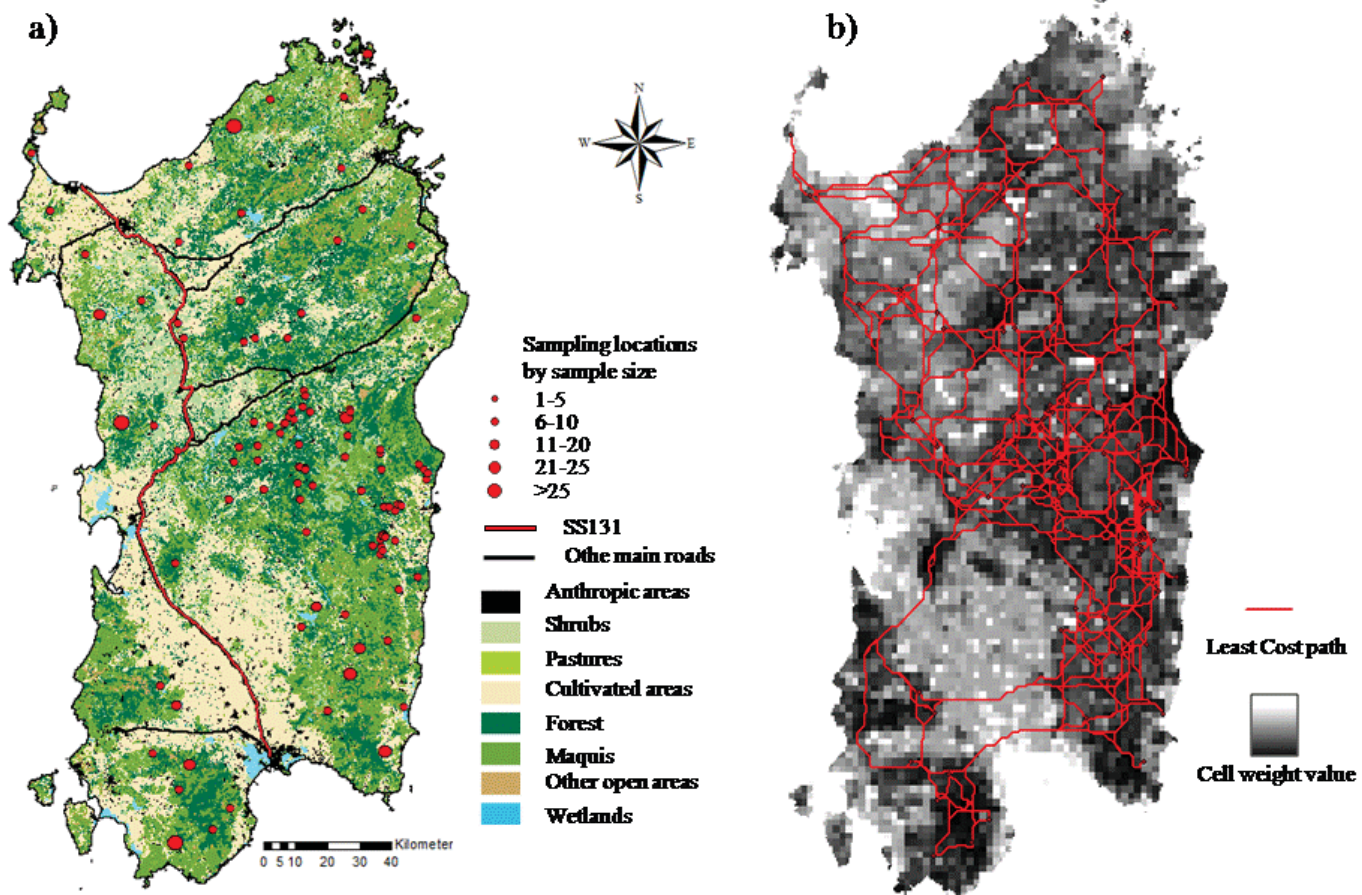 a)
b)
N
W
E
S
Sampling locations
by sample size
1-5
6-10
11-20
21-25
>25
SS131
Othe main roads
Anthropic areas
Shrubs
Pastures
Cultivated areas
Forest
Maquis
Other open areas
Wetlands
Kilometer
0 5 10 20 30 40
Least Cost path
Cell weight value